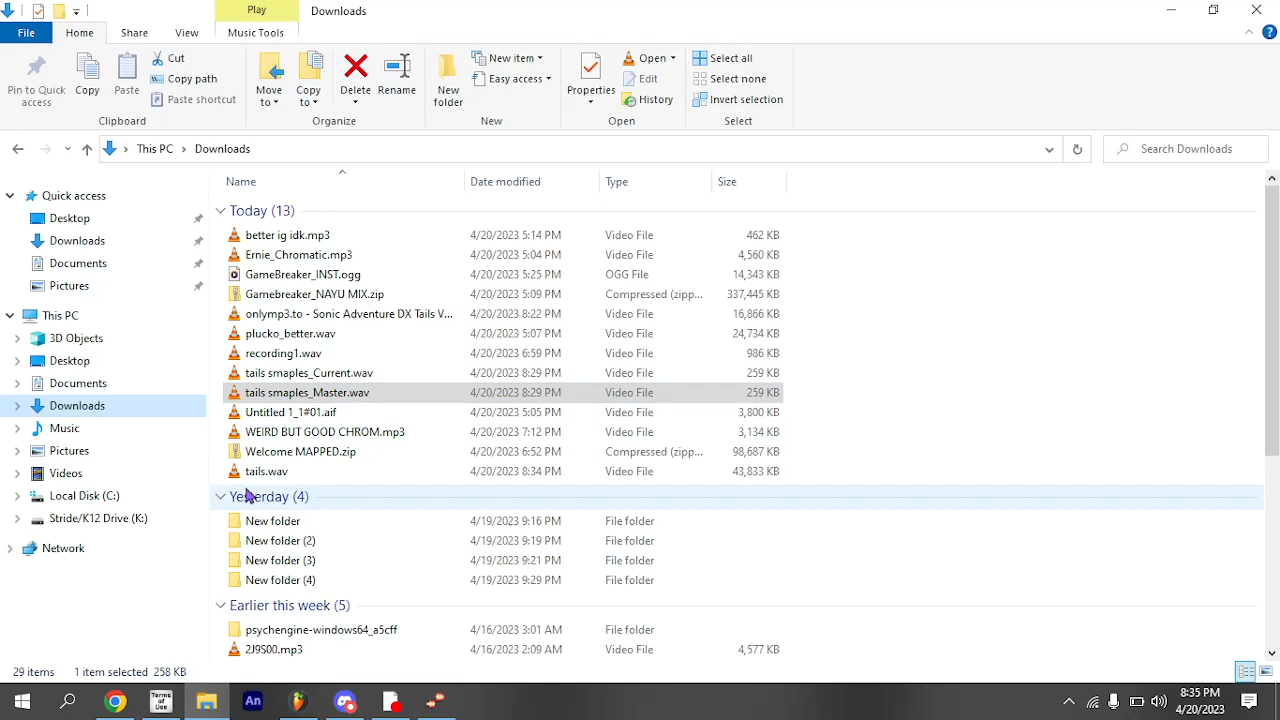 Play
Downloads
File
Home
Share
View
Music Tools
Pin to Quick access
Copy
Paste
Cut
Copy path
Paste shortcut
Clipboard
Move to
Copy to
Delete
Rename
Organize
New folder
New item
Easy access
New
Properties
Open
Edit
History
Open
Select all
Select none
Invert selection
Select
This PC
Downloads
Search Downloads
Quick access
Desktop
Downloads
Documents
Pictures
This PC
3D Objects
Desktop
Documents
Downloads
Music
Pictures
Videos
Local Disk (C:)
Stride/K12 Drive (K:)
Network
Name Date modified Type Size
Today (13)
better ig idk.mp3 4/20/2023 5:14 PM Video File 462 KB
Ernie_Chromatic.mp3 4/20/2023 5:04 PM Video File 4,560 KB
GameBreaker_INST.ogg 4/20/2023 5:25 PM OGG File 14,343 KB
Gamebreaker_NAYU MIX.zip 4/20/2023 5:09 PM Compressed (zipp... 337,445 KB
onlymp3.to - Sonic Adventure DX Tails V... 4/20/2023 8:22 PM Video File 16,866 KB
plucko_better.wav 4/20/2023 5:07 PM Video File 24,734 KB
recording1.wav 4/20/2023 6:59 PM Video File 986 KB
tails smaples_Current.wav 4/20/2023 8:29 PM Video File 259 KB
tails smaples_Master.wav 4/20/2023 8:29 PM Video File 259 KB
Untitled 1_1#01.aif 4/20/2023 5:05 PM Video File 3,800 KB
WEIRD BUT GOOD CHROM.mp3 4/20/2023 7:12 PM Video File 3,134 KB
Welcome MAPPED.zip 4/20/2023 6:52 PM Compressed (zipp... 98,687 KB
tails.wav 4/20/2023 8:34 PM Video File 43,833 KB
Yesterday (4)
New folder 4/19/2023 9:16 PM File folder
New folder (2) 4/19/2023 9:19 PM File folder
New folder (3) 4/19/2023 9:21 PM File folder
New folder (4) 4/19/2023 9:29 PM File folder
Earlier this week (5)
psychengine-windows64_a5cff 4/16/2023 3:01 AM File folder
2J9S00.mp3 4/16/2023 2:09 AM Video File 4,577 KB
29 items 1 item selected 258 KB
Terms of Use
An
8:35 PM
4/20/2023